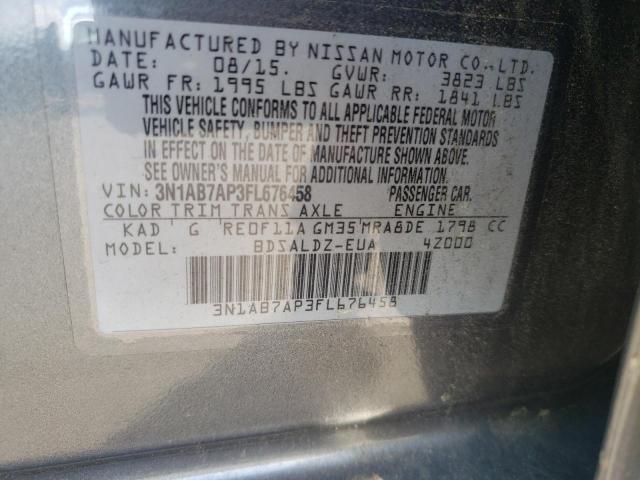 MANUFACTURED BY NISSAN MOTOR CO.,LTD.
DATE: 08/15. GVWR: 3823 LBS
GAWR FR: 1995 LBS GAWR RR: 1841 LBS
THIS VEHICLE CONFORMS TO ALL APPLICABLE FEDERAL MOTOR
VEHICLE SAFETY, BUMPER AND THEFT PREVENTION STANDARDS
IN EFFECT ON THE DATE OF MANUFACTURE SHOWN ABOVE.
SEE OWNER'S MANUAL FOR ADDITIONAL INFORMATION.
VIN: 3N1AB7AP3FL676458 PASSENGER CAR.
COLOR TRIM TRANS AXLE ENGINE
KAD G RE0F11A GM35 MRA8DE 1798 CC
MODEL: BDSALDZ-EUA 4Z000
3N1AB7AP3FL676458